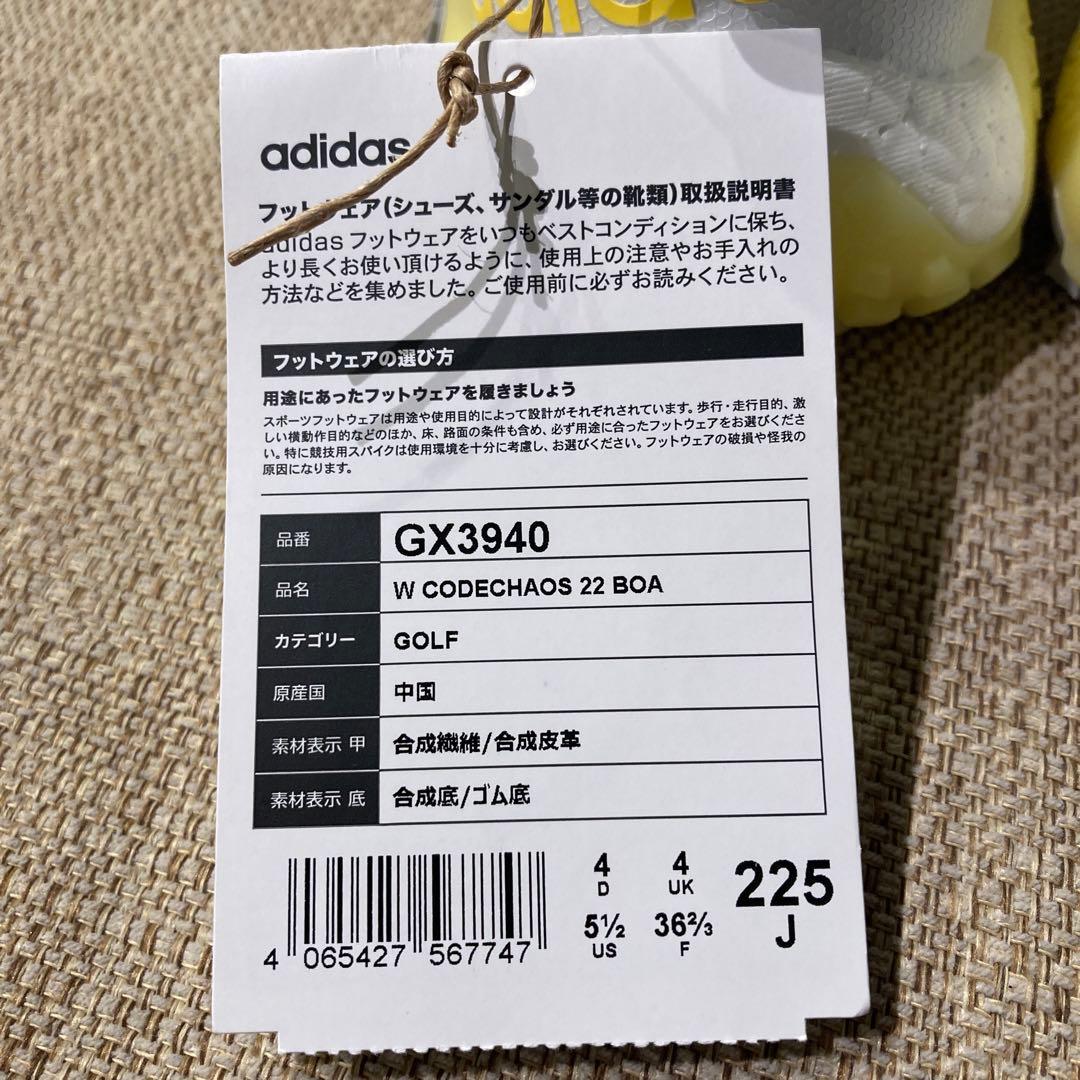 adidas
フットウェア(シューズ、サンダル等の靴類)取扱説明書
adidas フットウェアをいつもベストコンディションに保ち、
より長くお使い頂けるように、使用上の注意やお手入れの
方法などを集めました。ご使用前に必ずお読みください。
フットウェアの選び方
用途にあったフットウェアを履きましょう
スポーツフットウェアは用途や使用目的によって設計がそれぞれされています。歩行・走行目的、激
しい横動作目的などのほか、床、路面の条件も含め、必ず用途に合ったフットウェアをお選びくださ
い。特に競技用スパイクは使用環境を十分に考慮し、お選びください。フットウェアの破損や怪我の
原因になります。
品番 GX3940
品名 W CODECHAOS 22 BOA
カテゴリー GOLF
原産国 中国
素材表示 甲 合成繊維/合成皮革
素材表示 底 合成底/ゴム底
4 D 4 UK 225 J
5½ US 36⅔ F
4 065427 567747